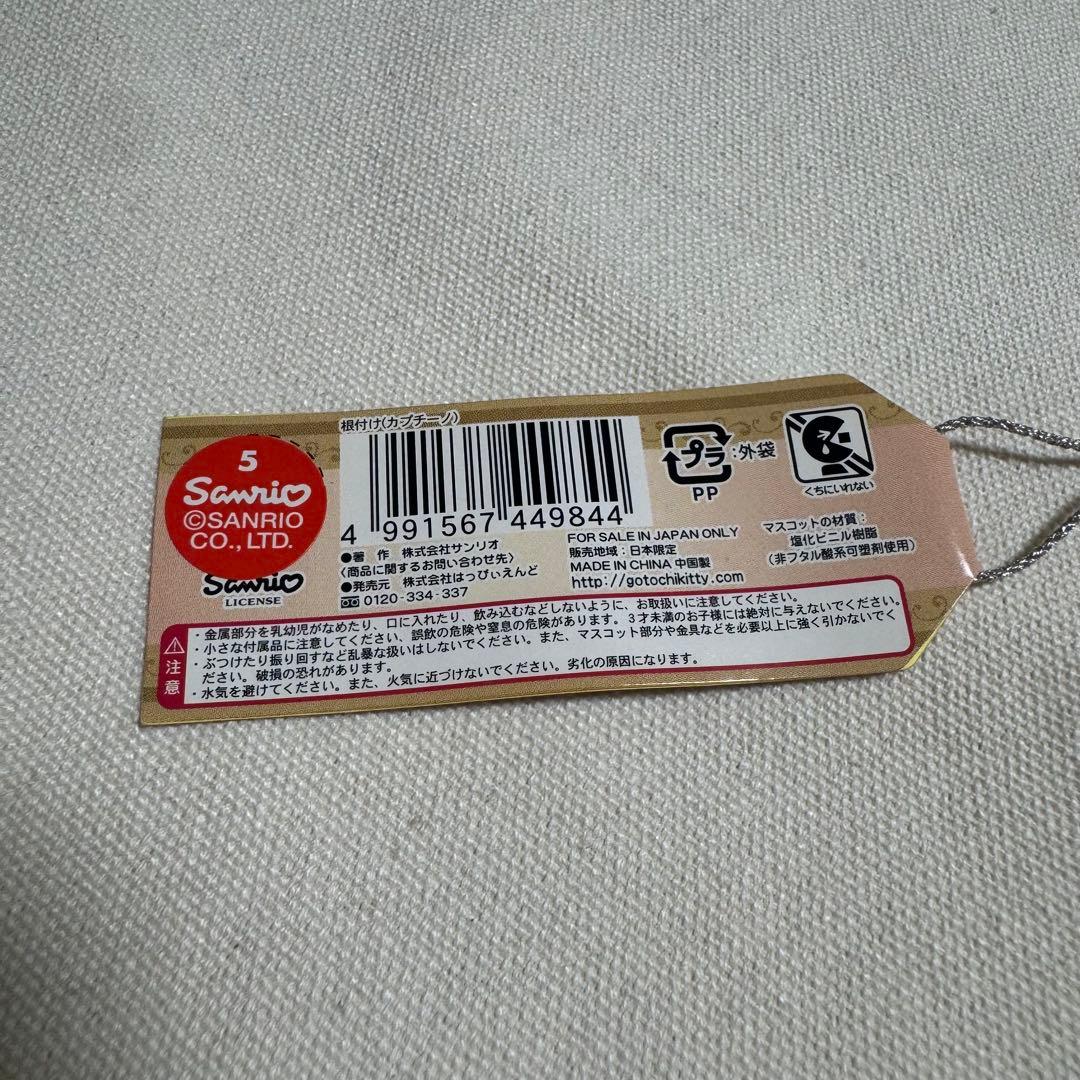 根付け(カプチーノ)
5
Sanrio
©SANRIO
CO., LTD.
Sanrio
LICENSE
4 991567 449844
●著 作 株式会社サンリオ
〈商品に関するお問い合わせ先〉
●発売元 株式会社はっぴぃえんど
0120-334-337
FOR SALE IN JAPAN ONLY
販売地域：日本限定
MADE IN CHINA 中国製
http://gotochikitty.com
プラ :外袋
PP
くちにいれない
マスコットの材質：
塩化ビニル樹脂
(非フタル酸系可塑剤使用)
注意
・金属部分を乳幼児がなめたり、口に入れたり、飲み込むなどしないように、お取扱いに注意してください。
・小さな付属品に注意してください、誤飲の危険や窒息の危険があります。３才未満のお子様には絶対に与えないでください。
・ぶつけたり振り回すなど乱暴な扱いはしないでください。また、マスコット部分や金具などを必要以上に強く引かないでく
ださい。破損の恐れがあります。
・水気を避けてください。また、火気に近づけないでください。劣化の原因になります。